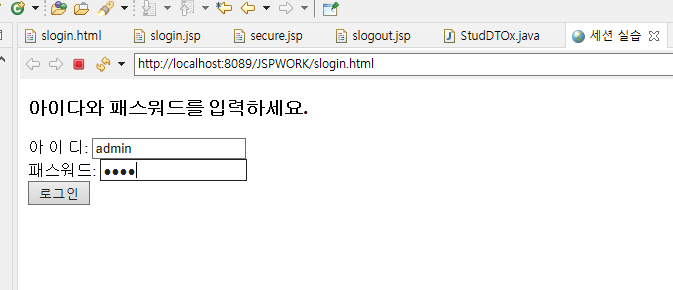 slogin.html slogin.jsp secure.jsp slogout.jsp StudDTOx.java 세션 실습
http://localhost:8089/JSPWORK/slogin.html
아이다와 패스워드를 입력하세요.
아 이 디: admin
패스워드: ●●●●
로그인